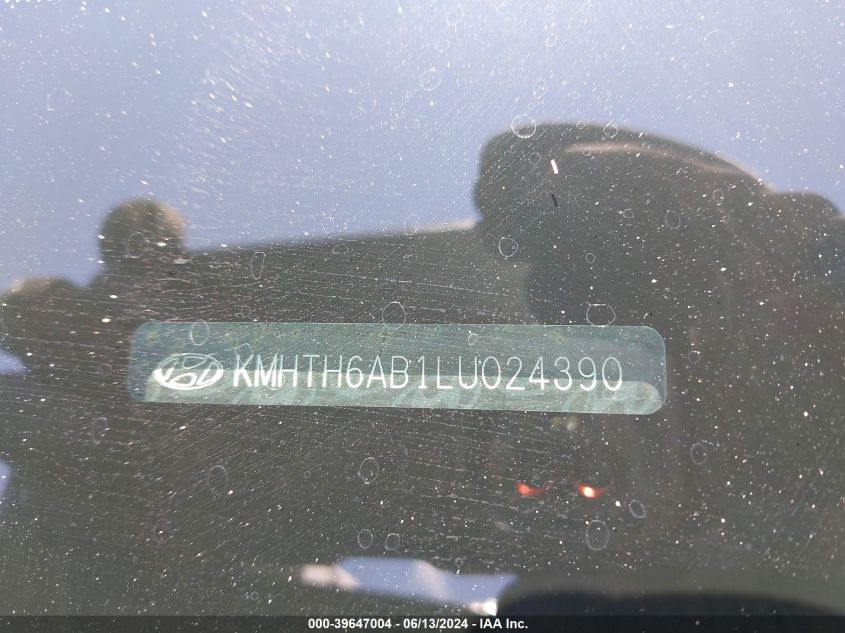 KMHTH6AB1LU024390
000-39647004 - 06/13/2024 - IAA Inc.